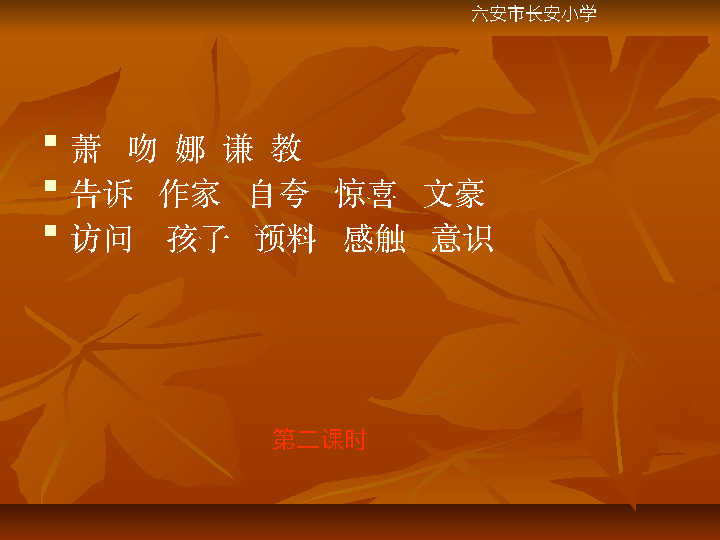 六安市长安小学
萧 吻 娜 谦 教
告诉 作家 自夸 惊喜 文豪
访问 孩了 预料 感触 意识
第二课时